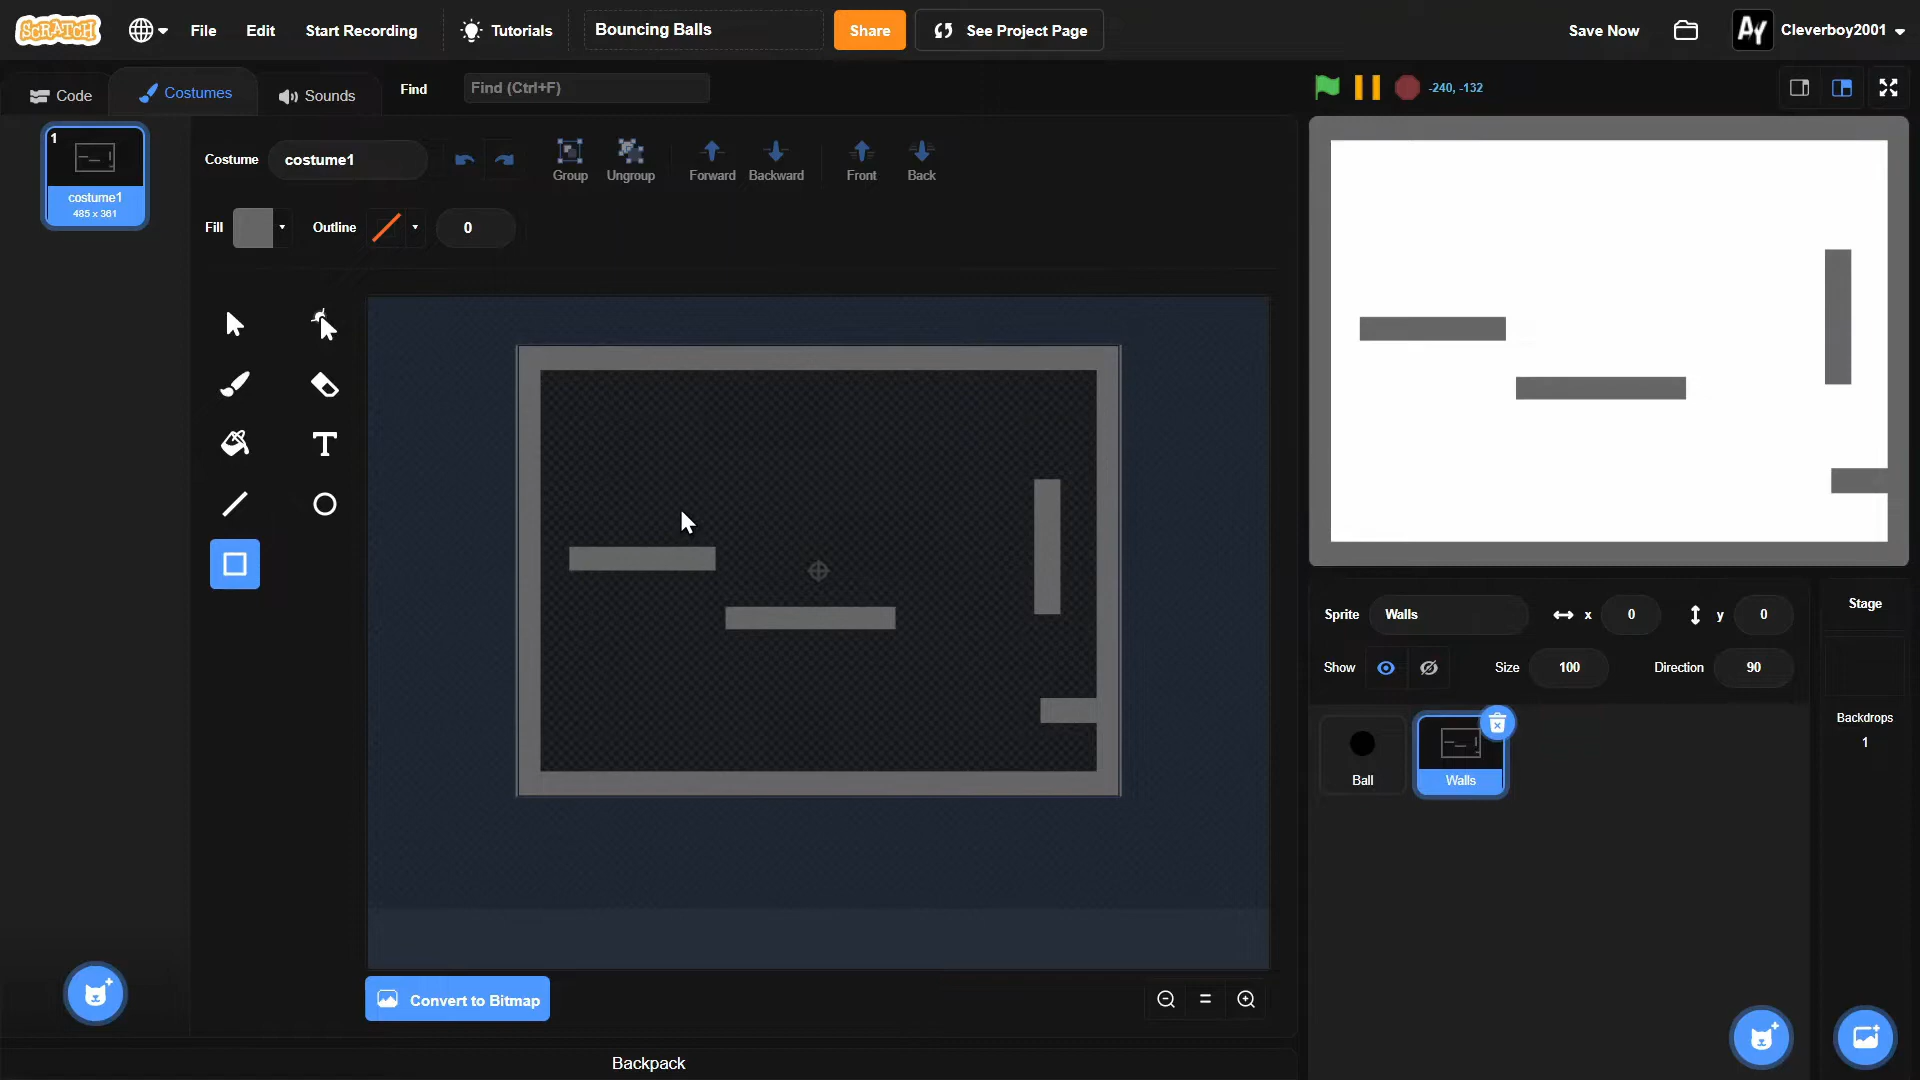 SCRATCH File Edit Start Recording Tutorials Bouncing Balls Share See Project Page Save Now Ay Cleverboy2001
Code Costumes Sounds Find Find (Ctrl+F) -240, -132
1
costume1
485 x 361
Costume costume1 Group Ungroup Forward Backward Front Back
Fill Outline 0
T
Convert to Bitmap
Backpack
Sprite Walls x 0 y 0
Show Size 100 Direction 90
Ball
Walls
Stage
Backdrops
1